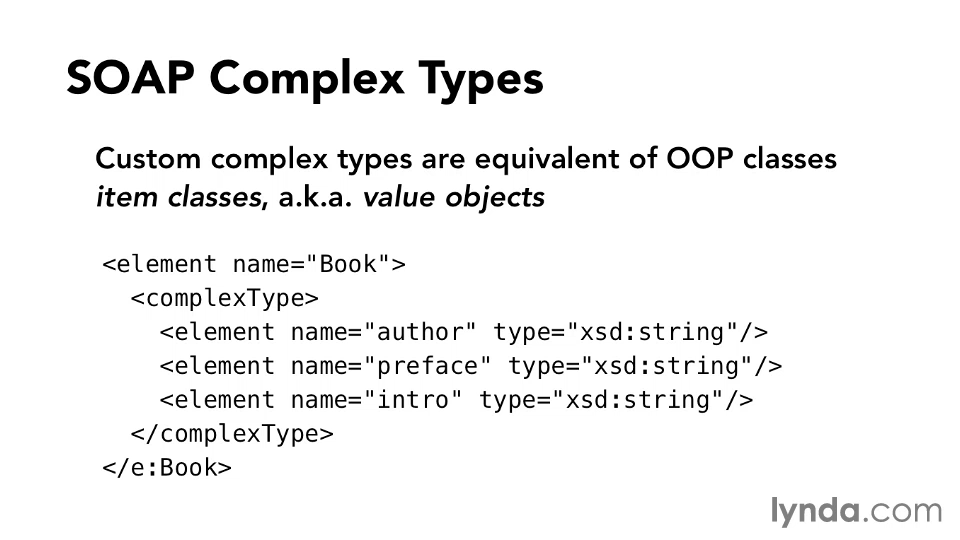 SOAP Complex Types
Custom complex types are equivalent of OOP classes
item classes, a.k.a. value objects
<element name="Book">
  <complexType>
    <element name="author" type="xsd:string"/>
    <element name="preface" type="xsd:string"/>
    <element name="intro" type="xsd:string"/>
  </complexType>
</e:Book>
lynda.com